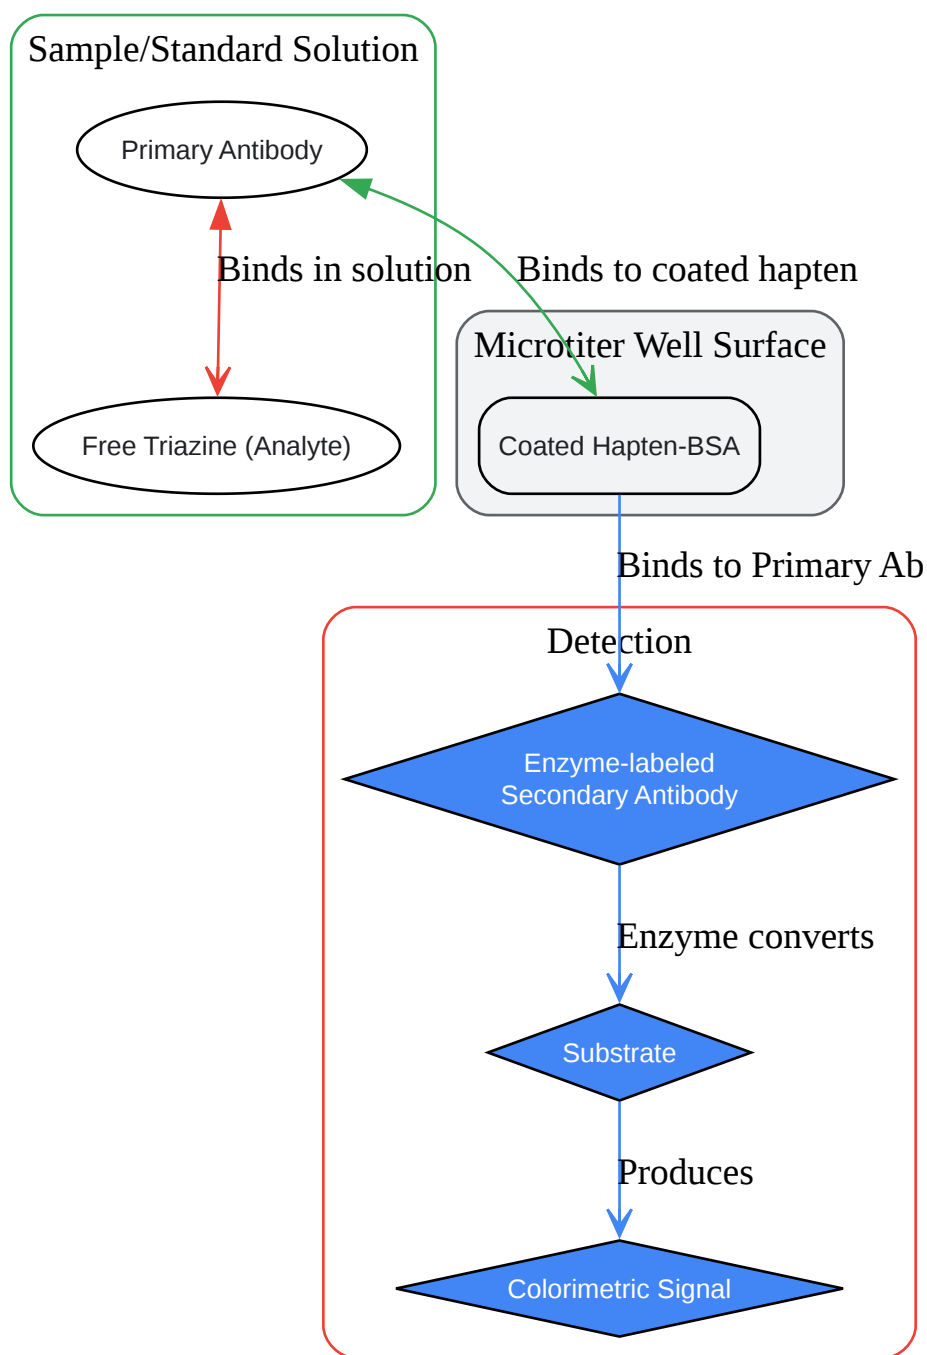 Sample/Standard Solution
Primary Antibody
Binds in solution
Binds to coated hapten
Microtiter Well Surface
Free Triazine (Analyte)
Coated Hapten-BSA
Binds to Primary Ab
Detection
Enzyme-labeled
Secondary Antibody
Enzyme converts
Substrate
Produces
Colorimetric Signal